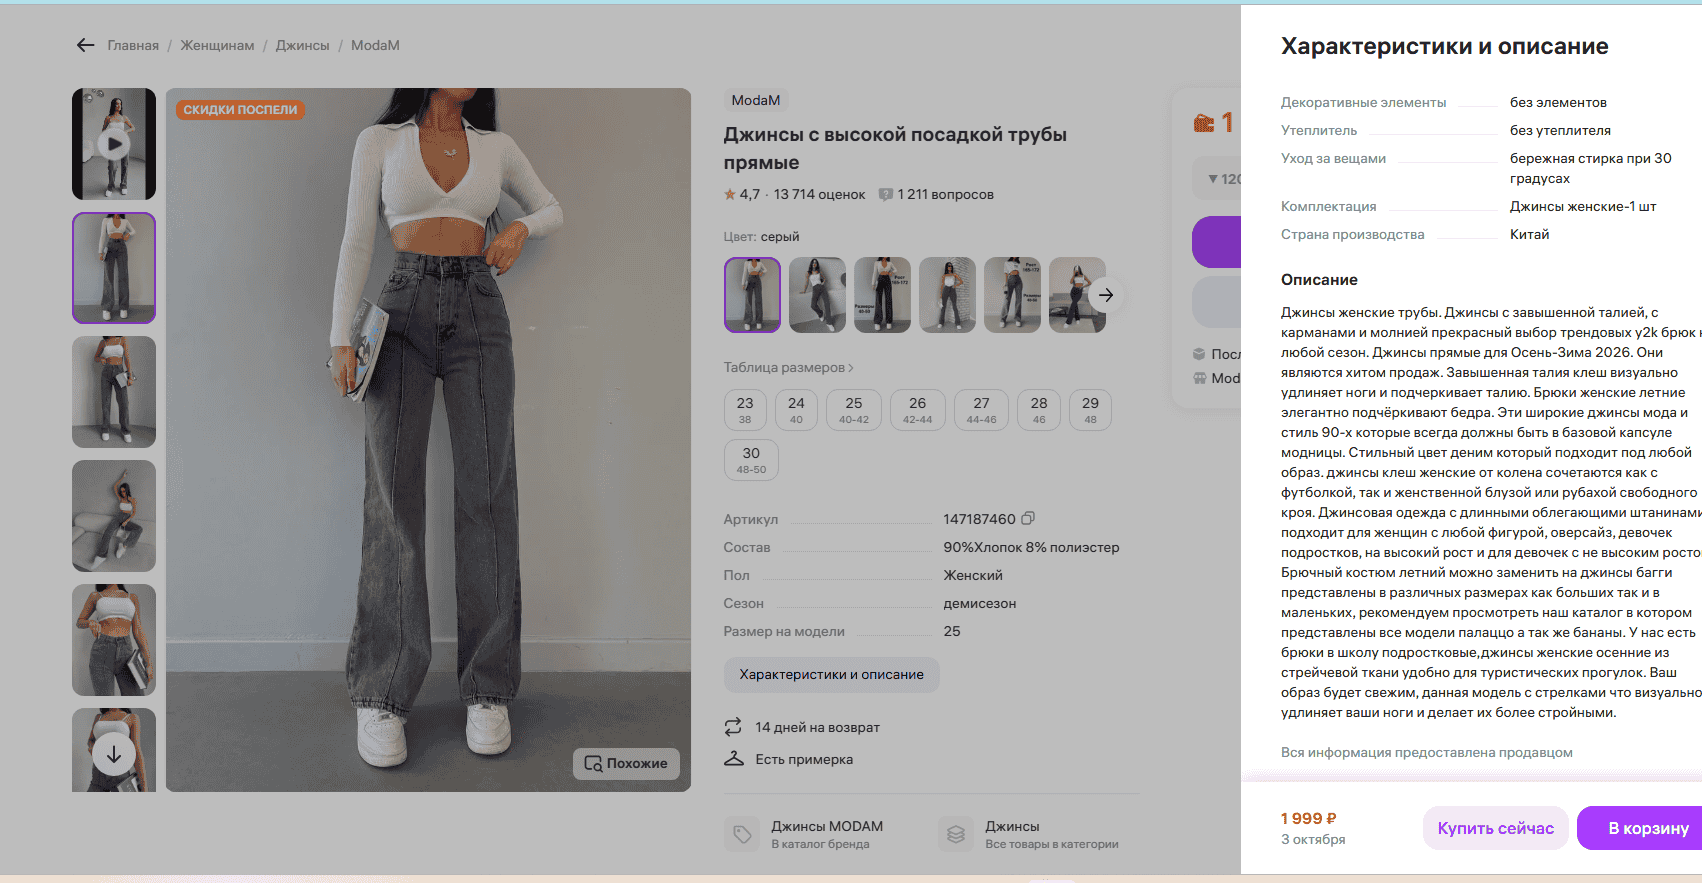 Главная / Женщинам / Джинсы / ModaM
СКИДКИ ПОСПЕЛИ
Похожие
ModaM
Джинсы с высокой посадкой трубы
прямые
4,7 · 13 714 оценок 1 211 вопросов
Цвет: серый
Таблица размеров
23 24 25 26 27 28 29
38 40 40-42 42-44 44-46 46 48
30
48-50
Артикул 147187460
Состав 90%Хлопок 8% полиэстер
Пол Женский
Сезон демисезон
Размер на модели 25
Характеристики и описание
14 дней на возврат
Есть примерка
Джинсы MODAM
В каталог бренда
Джинсы
Все товары в категории
1
Характеристики и описание
Декоративные элементы без элементов
Утеплитель без утеплителя
Уход за вещами бережная стирка при 30
градусах
Комплектация Джинсы женские-1 шт
Страна производства Китай
Описание
Джинсы женские трубы. Джинсы с завышенной талией, с
карманами и молнией прекрасный выбор трендовых y2k брюк
любой сезон. Джинсы прямые для Осень-Зима 2026. Они
являются хитом продаж. Завышенная талия клеш визуально
удлиняет ноги и подчеркивает талию. Брюки женские летние
элегантно подчёркивают бедра. Эти широкие джинсы мода и
стиль 90-х которые всегда должны быть в базовой капсуле
модницы. Стильный цвет деним который подходит под любой
образ. джинсы клеш женские от колена сочетаются как с
футболкой, так и женственной блузой или рубахой свободного
кроя. Джинсовая одежда с длинными облегающими штанинами
подходит для женщин с любой фигурой, оверсайз, девочек
подростков, на высокий рост и для девочек с не высоким росто
Брючный костюм летний можно заменить на джинсы багги
представлены в различных размерах как больших так и в
маленьких, рекомендуем просмотреть наш каталог в котором
представлены все модели палаццо а так же бананы. У нас есть
брюки в школу подростковые,джинсы женские осенние из
стрейчевой ткани удобно для туристических прогулок. Ваш
образ будет свежим, данная модель с стрелками что визуально
удлиняет ваши ноги и делает их более стройными.
Вся информация предоставлена продавцом
1 999 ₽
3 октября
Купить сейчас
В корзину